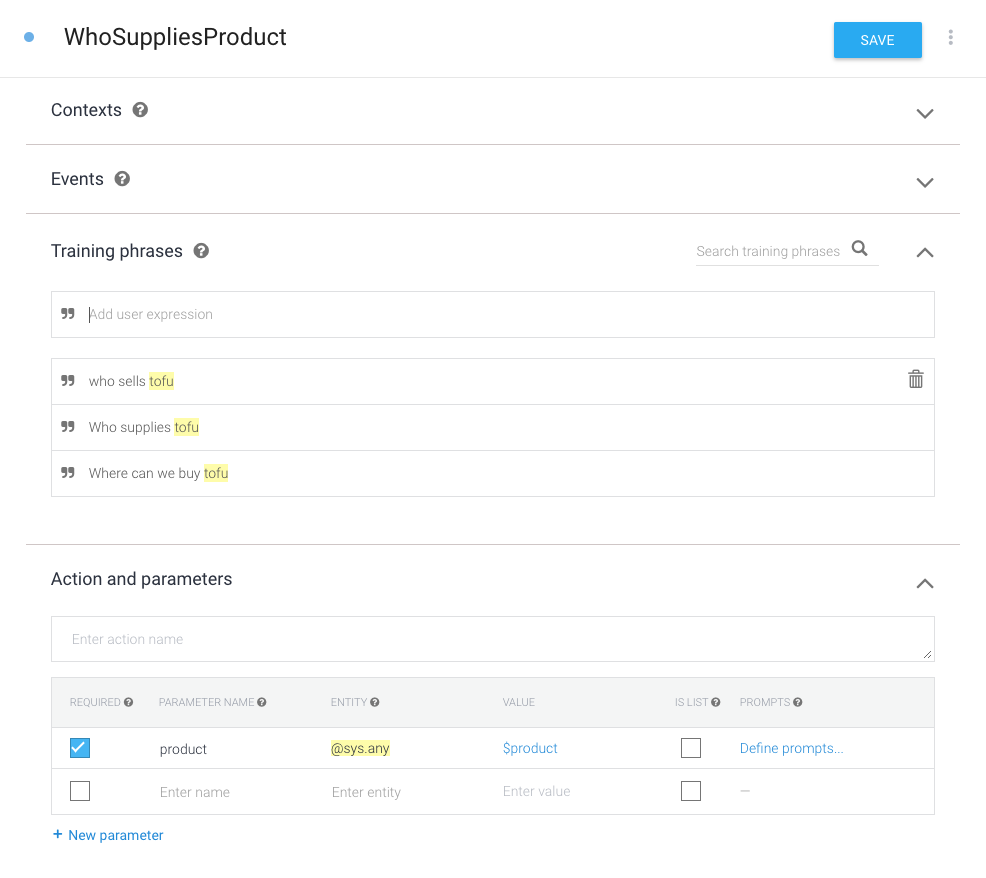 WhoSuppliesProduct
SAVE
Contexts
Events
Training phrases
Search training phrases
Add user expression
who sells tofu
Who supplies tofu
Where can we buy tofu
Action and parameters
Enter action name
REQUIRED PARAMETER NAME ENTITY VALUE IS LIST PROMPTS
product @sys.any $product Define prompts...
Enter name Enter entity Enter value —
+ New parameter